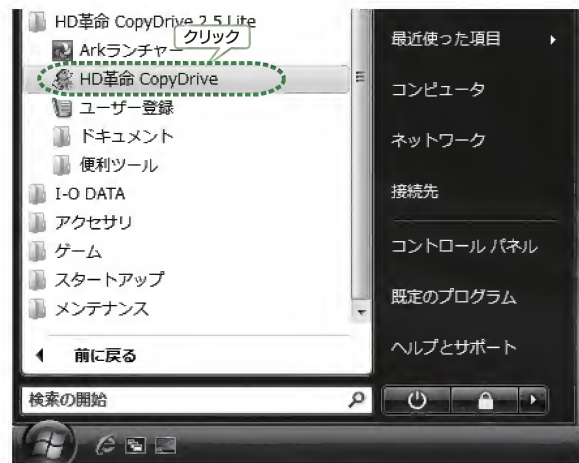 HD革命 CopyDrive 2.5 Lite
クリック
Arkランチャー
HD革命 CopyDrive
ユーザー登録
ドキュメント
便利ツール
I-O DATA
アクセサリ
ゲーム
スタートアップ
メンテナンス
前に戻る
検索の開始
最近使った項目
コンピュータ
ネットワーク
接続先
コントロール パネル
既定のプログラム
ヘルプとサポート